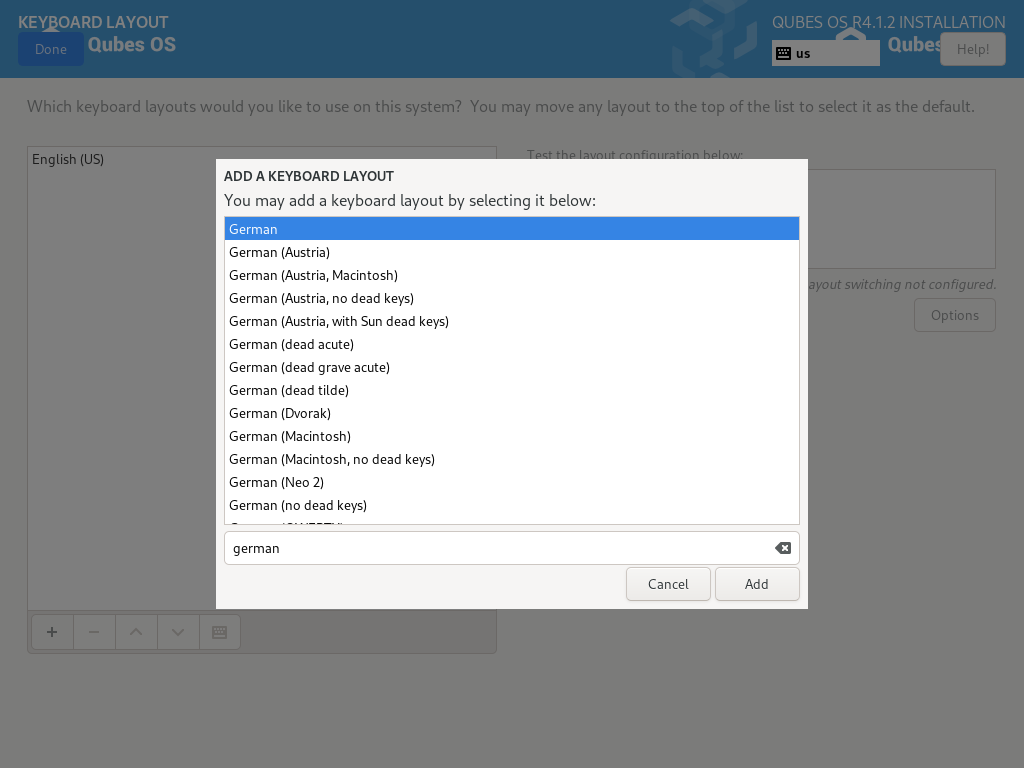 KEYBOARD LAYOUT
QUBES OS R4.1.2 INSTALLATION
Done
Qubes OS
us
Qubes
Help!
Which keyboard layouts would you like to use on this system?  You may move any layout to the top of the list to select it as the default.
English (US)
Test the layout configuration below:
ayout switching not configured.
Options
ADD A KEYBOARD LAYOUT
You may add a keyboard layout by selecting it below:
German
German (Austria)
German (Austria, Macintosh)
German (Austria, no dead keys)
German (Austria, with Sun dead keys)
German (dead acute)
German (dead grave acute)
German (dead tilde)
German (Dvorak)
German (Macintosh)
German (Macintosh, no dead keys)
German (Neo 2)
German (no dead keys)
german
Cancel
Add